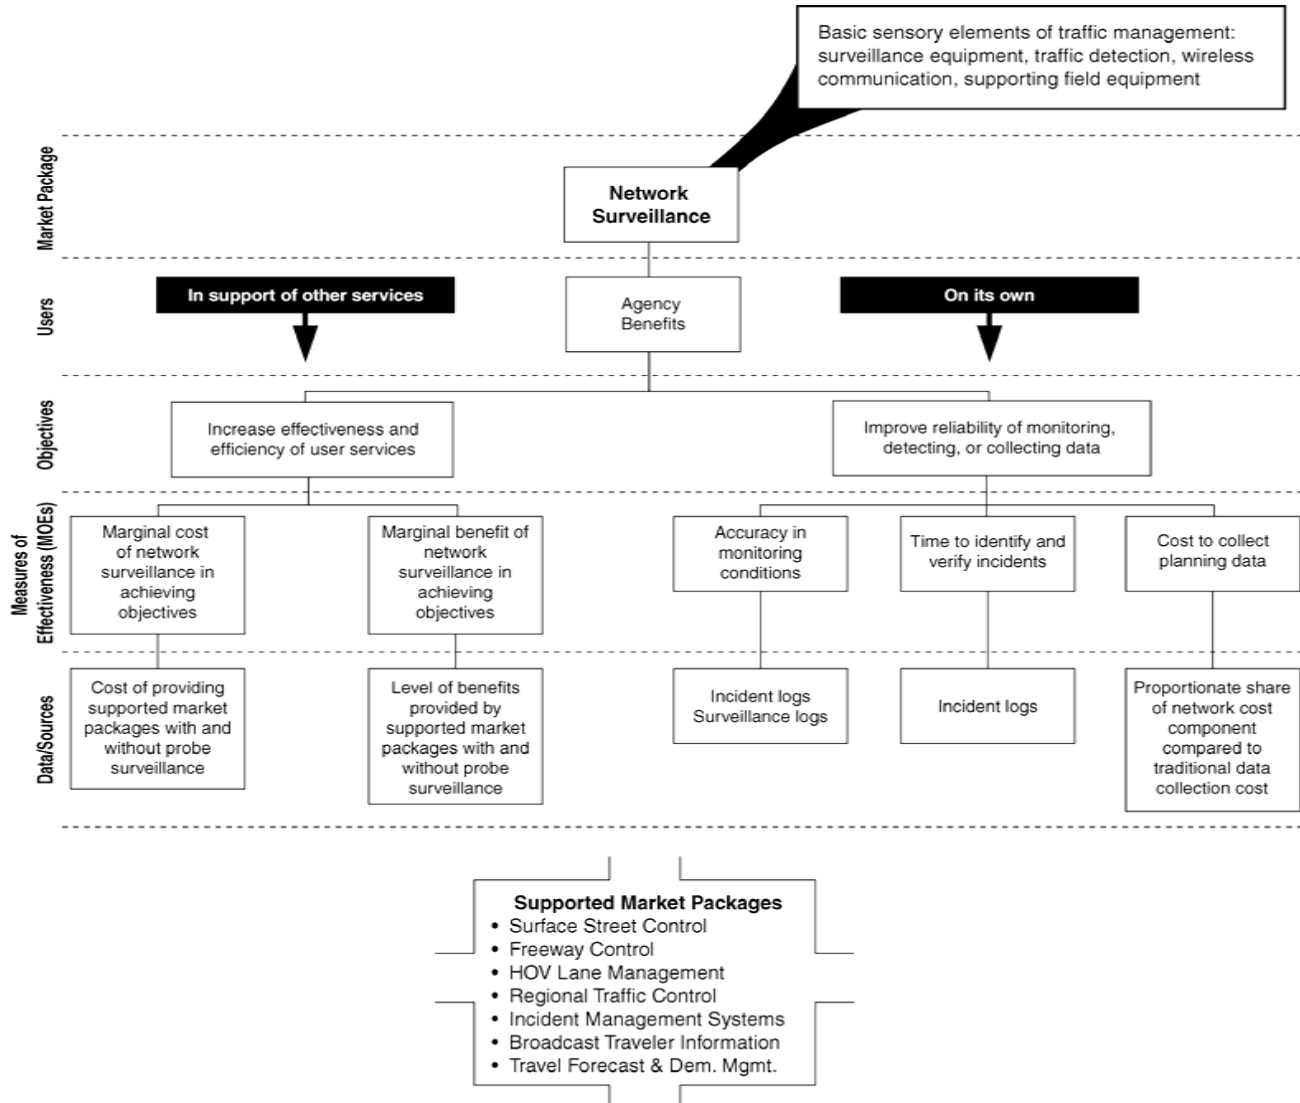 Basic sensory elements of traffic management:
surveillance equipment, traffic detection, wireless
communication, supporting field equipment
Market Package
Network
Surveillance
Users
In support of other services
Agency
Benefits
On its own
Objectives
Increase effectiveness and
efficiency of user services
Improve reliability of monitoring,
detecting, or collecting data
Measures of
Effectiveness (MOEs)
Marginal cost
of network
surveillance in
achieving
objectives
Marginal benefit of
network
surveillance in
achieving
objectives
Accuracy in
monitoring
conditions
Time to identify and
verify incidents
Cost to collect
planning data
Data/Sources
Cost of providing
supported market
packages with and
without probe
surveillance
Level of benefits
provided by
supported market
packages with and
without probe
surveillance
Incident logs
Surveillance logs
Incident logs
Proportionate share
of network cost
component
compared to
traditional data
collection cost
Supported Market Packages
• Surface Street Control
• Freeway Control
• HOV Lane Management
• Regional Traffic Control
• Incident Management Systems
• Broadcast Traveler Information
• Travel Forecast & Dem. Mgmt.